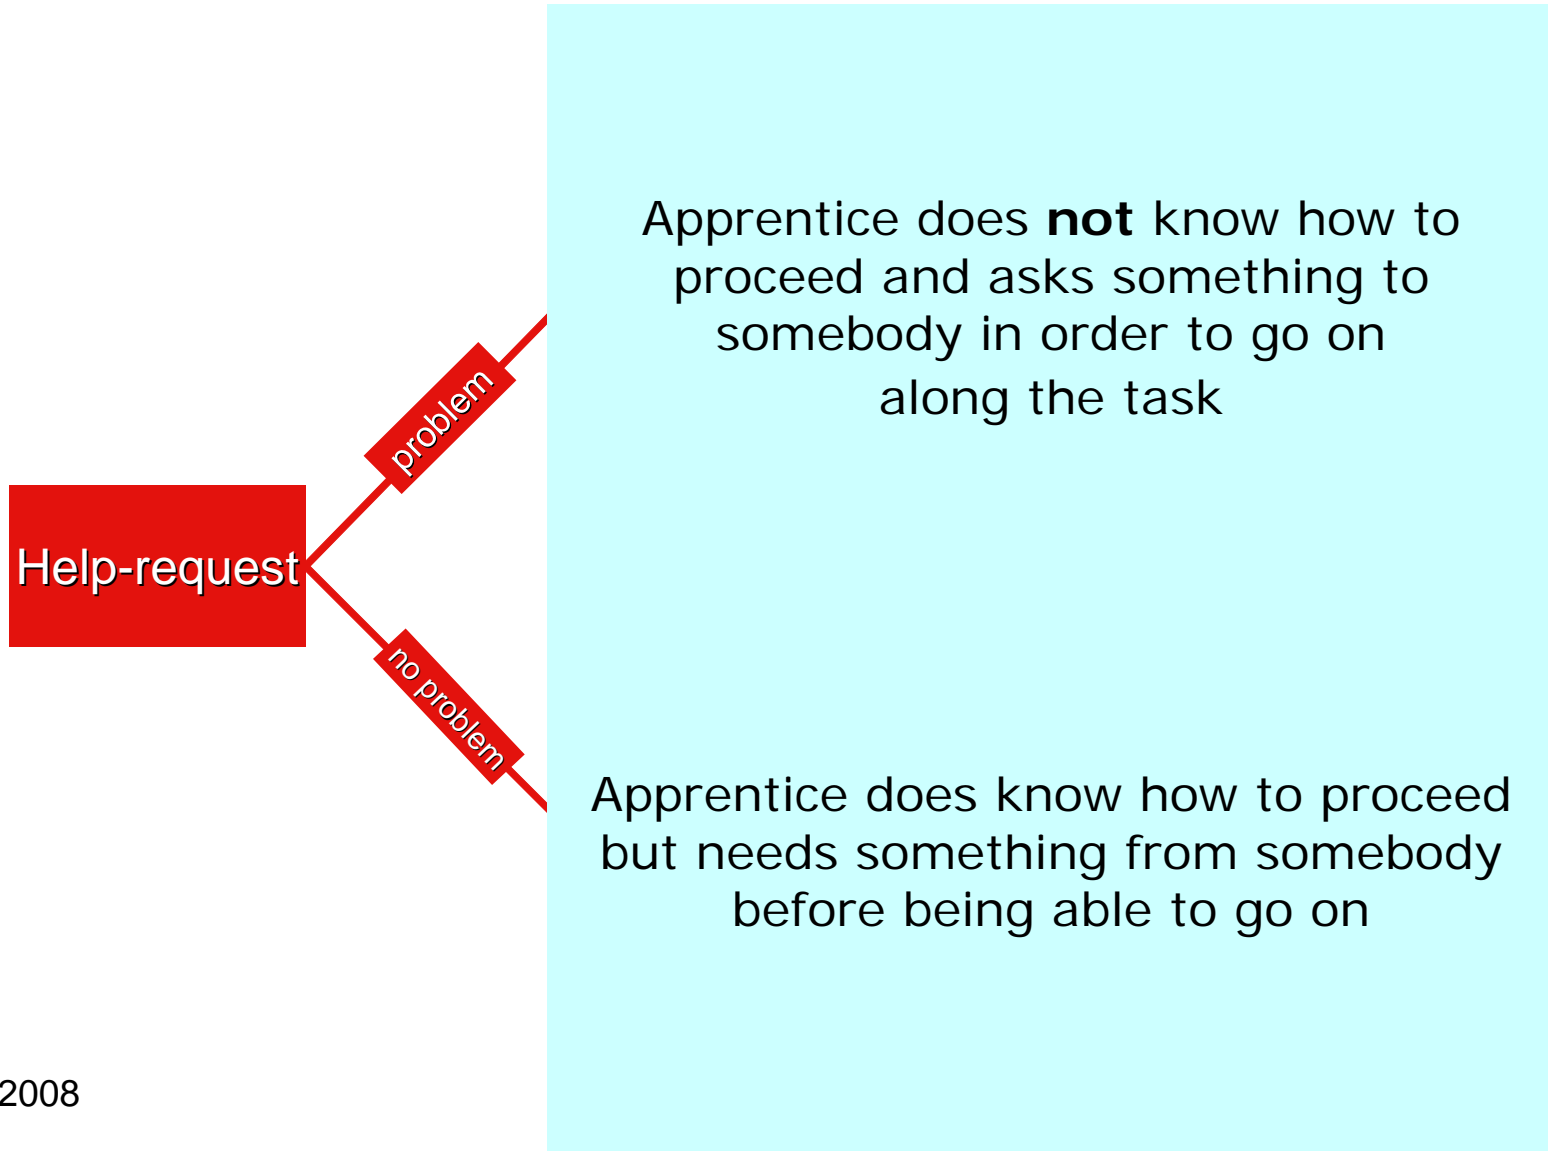 Apprentice does not know how to
proceed and asks something to
somebody in order to go on
along the task
problem
Help-request
no problem
Apprentice does know how to proceed
but needs something from somebody
before being able to go on
2008